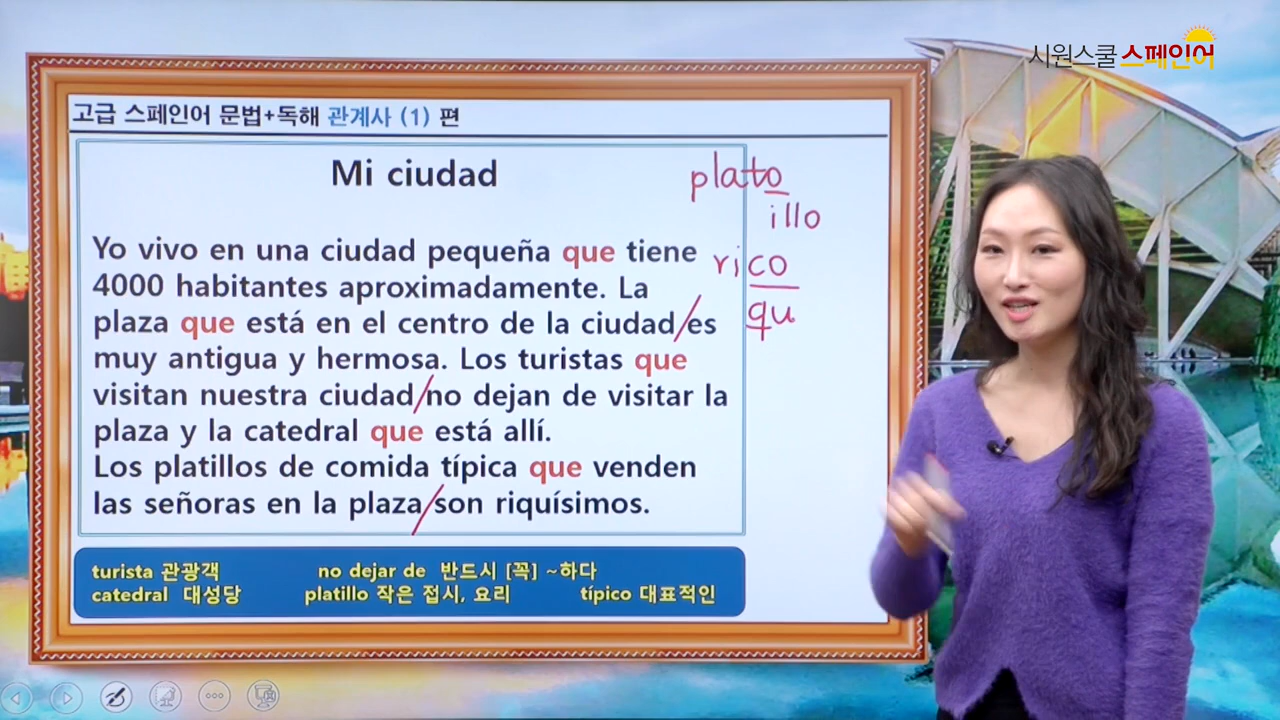 시원스쿨 스페인어
고급 스페인어 문법+독해 관계사 (1) 편
Mi ciudad
Yo vivo en una ciudad pequeña que tiene
4000 habitantes aproximadamente. La
plaza que está en el centro de la ciudad/es
muy antigua y hermosa. Los turistas que
visitan nuestra ciudad/no dejan de visitar la
plaza y la catedral que está allí.
Los platillos de comida típica que venden
las señoras en la plaza/son riquísimos.
plato
illo
rico
qu
turista 관광객 no dejar de 반드시 [꼭] ~하다
catedral 대성당 platillo 작은 접시, 요리 típico 대표적인